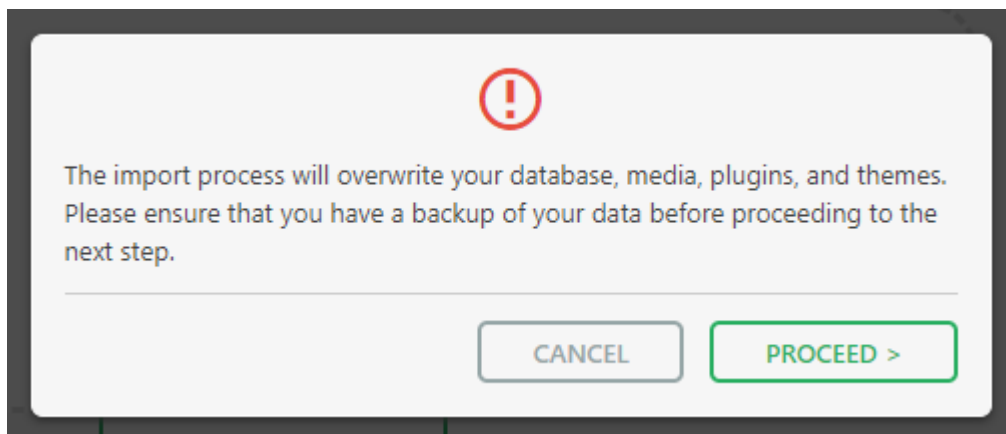 The import process will overwrite your database, media, plugins, and themes.
Please ensure that you have a backup of your data before proceeding to the
next step.
CANCEL
PROCEED >